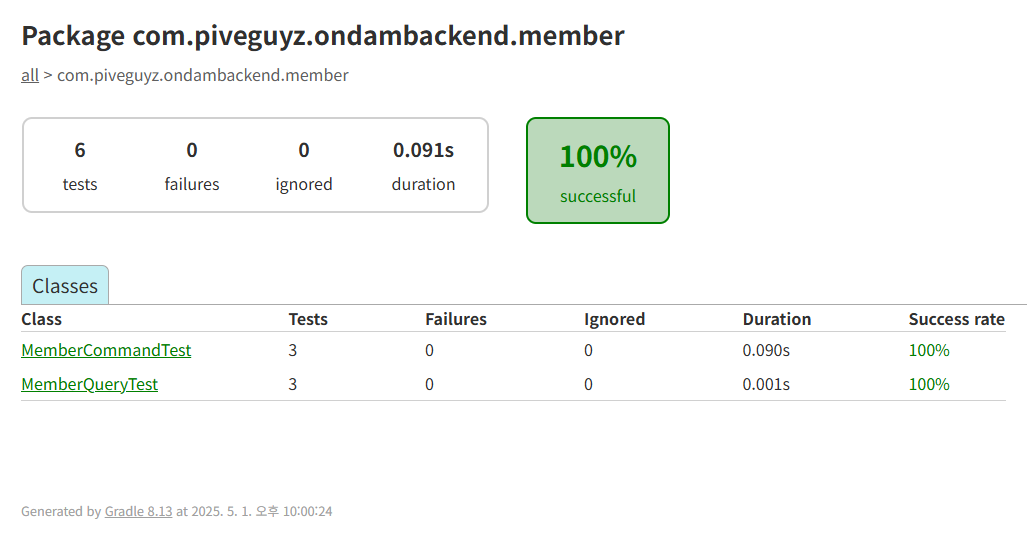 Package com.piveguyz.ondambackend.member
all > com.piveguyz.ondambackend.member
6 0 0 0.091s
tests failures ignored duration
100%
successful
Classes
Class Tests Failures Ignored Duration Success rate
MemberCommandTest 3 0 0 0.090s 100%
MemberQueryTest 3 0 0 0.001s 100%
Generated by Gradle 8.13 at 2025. 5. 1. 오후 10:00:24